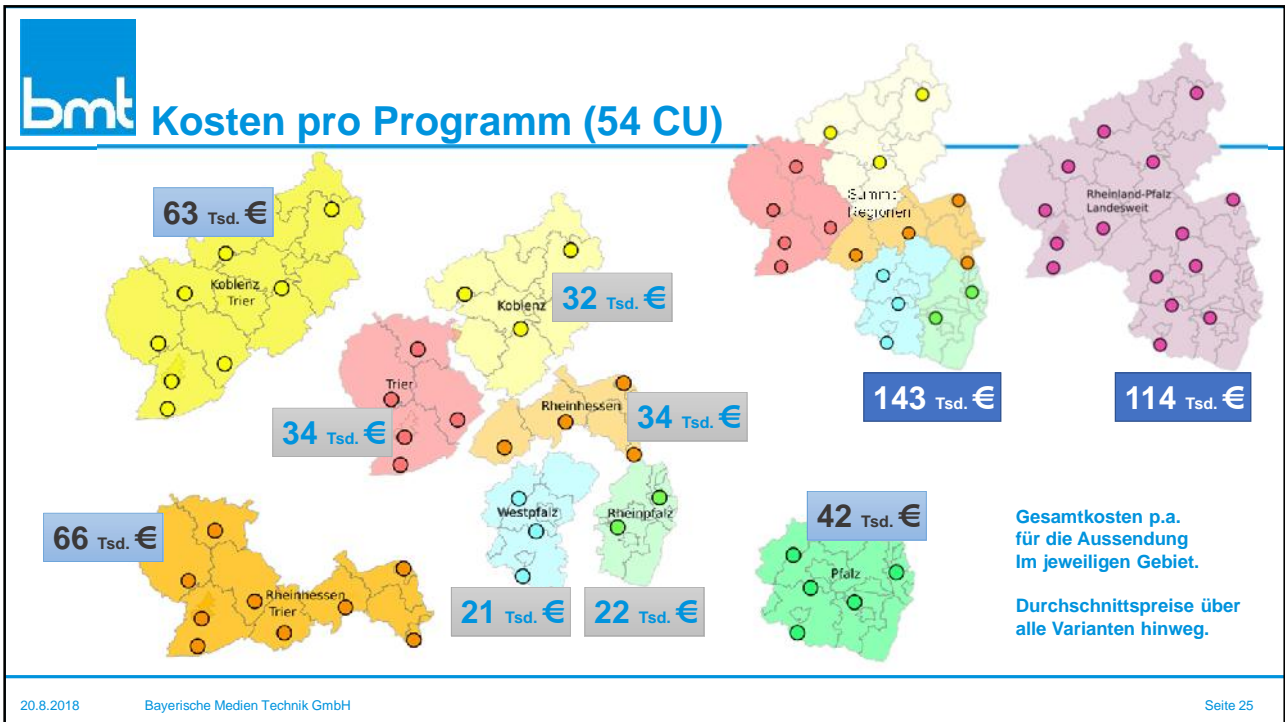 bmt
Kosten pro Programm (54 CU)
63 Tsd. €
Koblenz
Trier
Koblenz
32 Tsd. €
Summe
Regionen
Rheinland-Pfalz
Landesweit
143 Tsd. €
114 Tsd. €
Trier
34 Tsd. €
Rheinhessen
34 Tsd. €
66 Tsd. €
Rheinhessen
Trier
Westpfalz
21 Tsd. €
Rheinpfalz
22 Tsd. €
42 Tsd. €
Pfalz
Gesamtkosten p.a.
für die Aussendung
Im jeweiligen Gebiet.
Durchschnittspreise über
alle Varianten hinweg.
20.8.2018
Bayerische Medien Technik GmbH
Seite 25